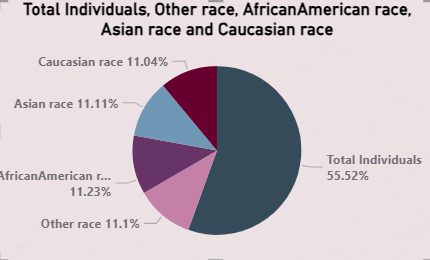 Total Individuals, Other race, AfricanAmerican race,
Asian race and Caucasian race
Caucasian race 11.04%
Asian race 11.11%
AfricanAmerican r...
11.23%
Other race 11.1%
Total Individuals
55.52%